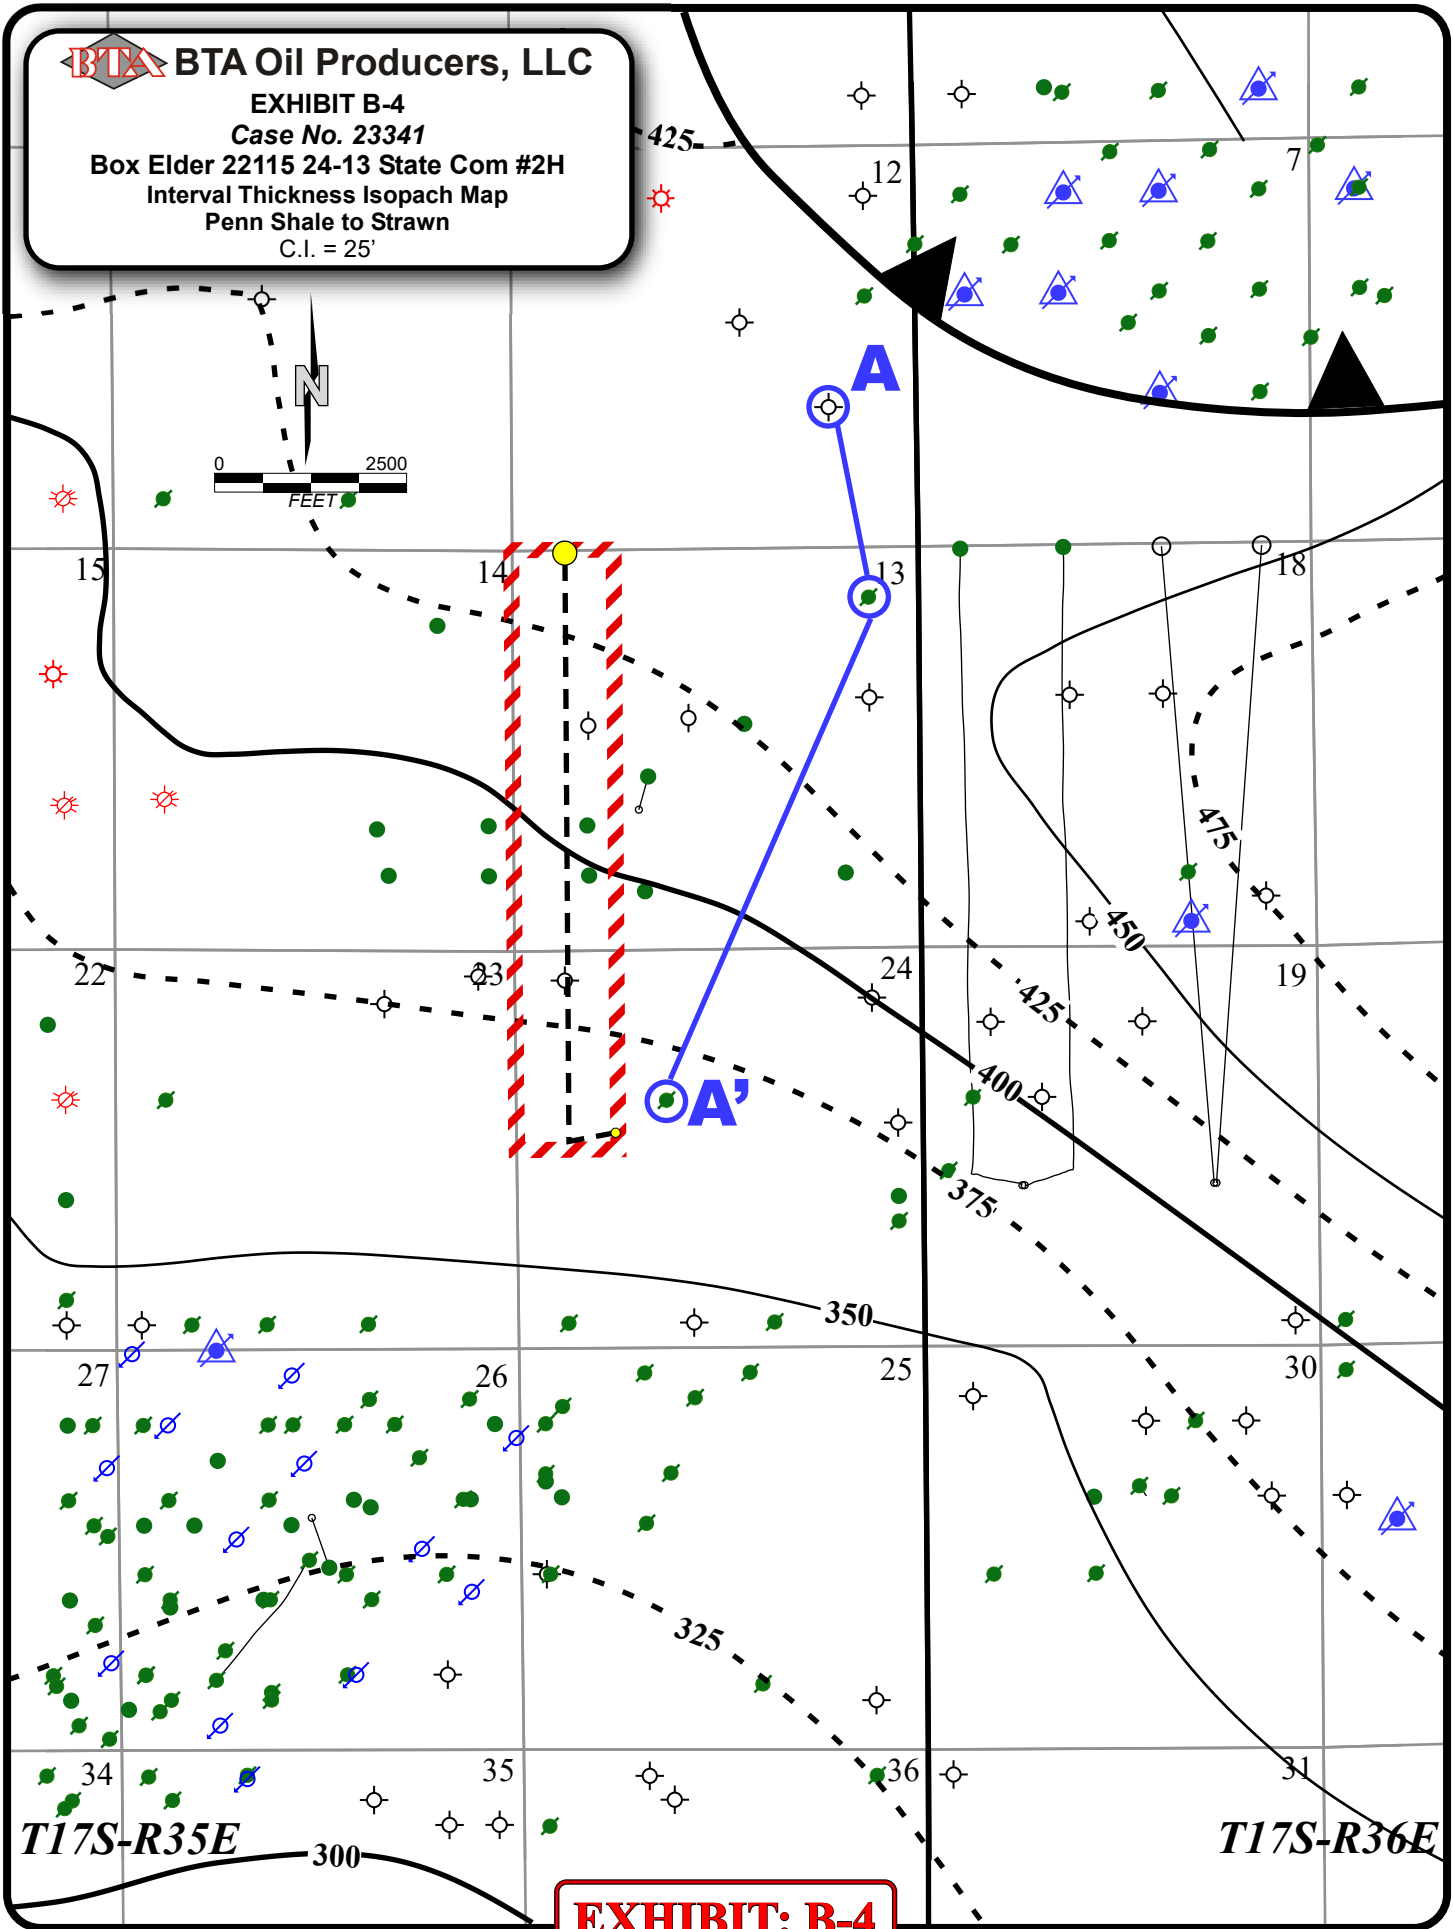 BTA BTA Oil Producers, LLC
EXHIBIT B-4
Case No. 23341
Box Elder 22115 24-13 State Com #2H
Interval Thickness Isopach Map
Penn Shale to Strawn
C.I. = 25'
425
12
7
A
N
0 2500
FEET
15
14
13
18
475
450
22
23
24
19
425
400
A'
375
350
27
26
25
30
325
34
35
36
31
T17S-R35E
T17S-R36E
300
EXHIBIT: B-4